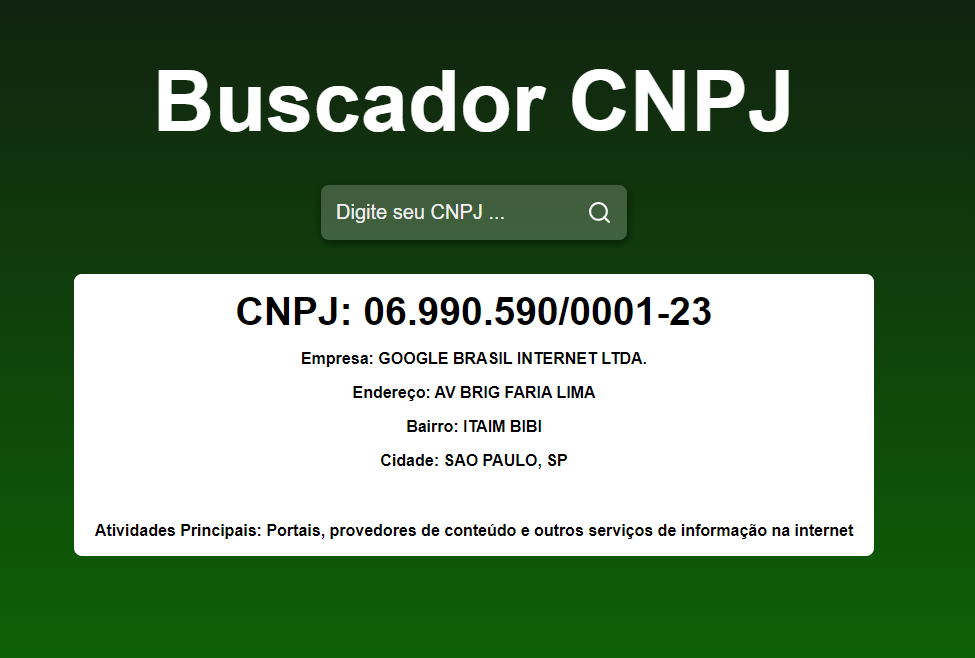 Buscador CNPJ
Digite seu CNPJ ...
CNPJ: 06.990.590/0001-23
Empresa: GOOGLE BRASIL INTERNET LTDA.
Endereço: AV BRIG FARIA LIMA
Bairro: ITAIM BIBI
Cidade: SAO PAULO, SP
Atividades Principais: Portais, provedores de conteúdo e outros serviços de informação na internet